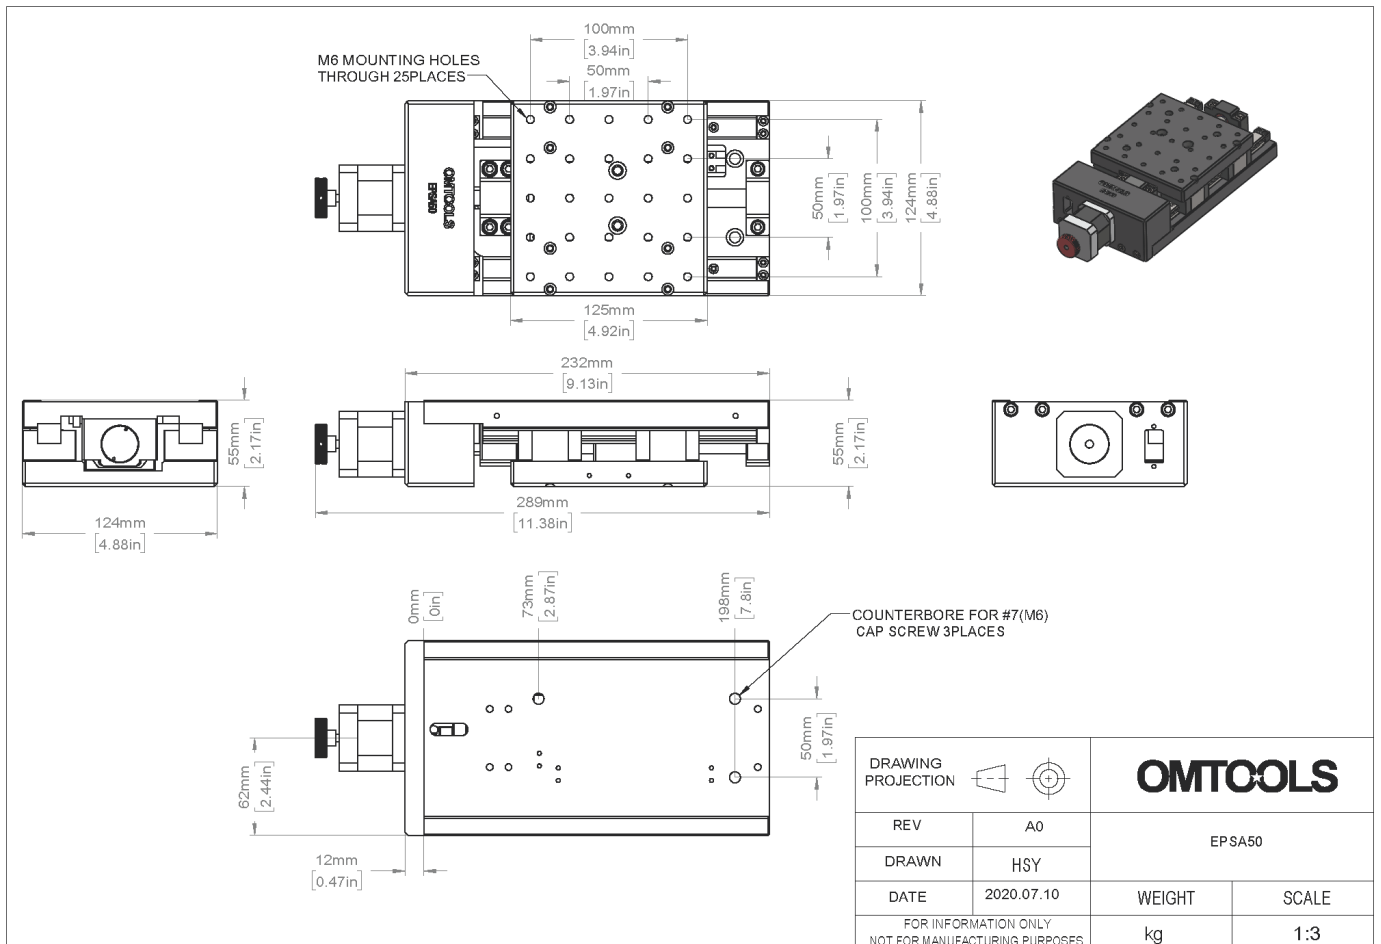 100mm
[3.94in]
M6 MOUNTING HOLES
THROUGH 25PLACES
50mm
[1.97in]
OMTOOLS
EPSA50
50mm
[1.97in]
100mm
[3.94in]
124mm
[4.88in]
125mm
[4.92in]
232mm
[9.13in]
55mm
[2.17in]
124mm
[4.88in]
55mm
[2.17in]
289mm
[11.38in]
0mm
[0in]
73mm
[2.87in]
198mm
[7.8in]
COUNTERBORE FOR #7(M6)
CAP SCREW 3PLACES
50mm
[1.97in]
62mm
[2.44in]
12mm
[0.47in]
DRAWING
PROJECTION
OMTOOLS
REV
A0
EPSA50
DRAWN
HSY
DATE
2020.07.10
WEIGHT
SCALE
FOR INFORMATION ONLY
NOT FOR MANUFACTURING PURPOSES
kg
1:3